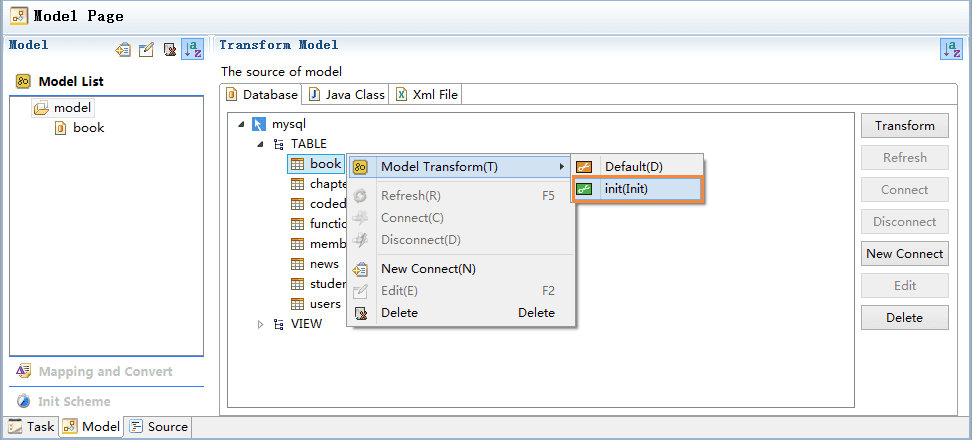 Model Page
Model
Model List
model
book
Mapping and Convert
Init Scheme
Transform Model
The source of model
Database Java Class Xml File
mysql
TABLE
book
chapte
coded
functio
memb
news
studen
users
VIEW
Model Transform(T)
Refresh(R) F5
Connect(C)
Disconnect(D)
New Connect(N)
Edit(E) F2
Delete Delete
Default(D)
init(Init)
Transform
Refresh
Connect
Disconnect
New Connect
Edit
Delete
Task Model Source